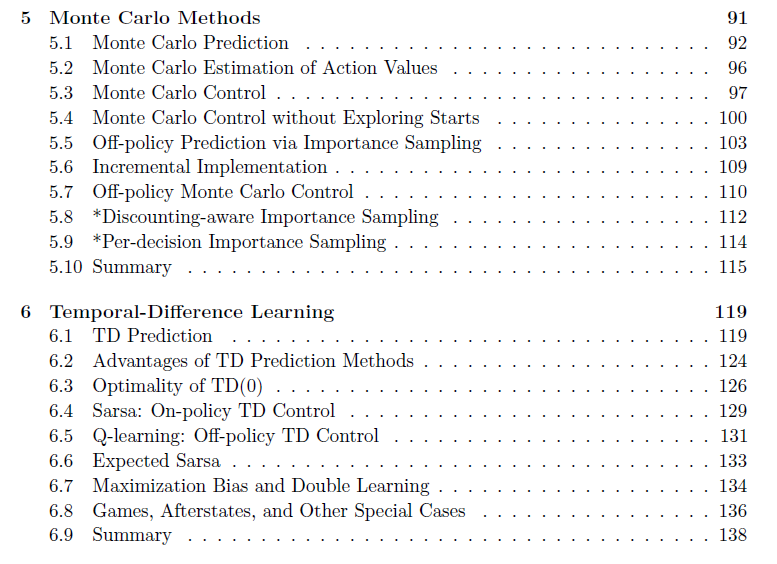 5 Monte Carlo Methods 91
5.1 Monte Carlo Prediction . . . . . . . . . . . . . . . . . . . . . . . . . . . . 92
5.2 Monte Carlo Estimation of Action Values . . . . . . . . . . . . . . . . . . 96
5.3 Monte Carlo Control . . . . . . . . . . . . . . . . . . . . . . . . . . . . . . 97
5.4 Monte Carlo Control without Exploring Starts . . . . . . . . . . . . . . . 100
5.5 Off-policy Prediction via Importance Sampling . . . . . . . . . . . . . . . 103
5.6 Incremental Implementation . . . . . . . . . . . . . . . . . . . . . . . . . . 109
5.7 Off-policy Monte Carlo Control . . . . . . . . . . . . . . . . . . . . . . . . 110
5.8 *Discounting-aware Importance Sampling . . . . . . . . . . . . . . . . . . 112
5.9 *Per-decision Importance Sampling . . . . . . . . . . . . . . . . . . . . . . 114
5.10 Summary . . . . . . . . . . . . . . . . . . . . . . . . . . . . . . . . . . . . 115
6 Temporal-Difference Learning 119
6.1 TD Prediction . . . . . . . . . . . . . . . . . . . . . . . . . . . . . . . . . 119
6.2 Advantages of TD Prediction Methods . . . . . . . . . . . . . . . . . . . . 124
6.3 Optimality of TD(0) . . . . . . . . . . . . . . . . . . . . . . . . . . . . . . 126
6.4 Sarsa: On-policy TD Control . . . . . . . . . . . . . . . . . . . . . . . . . 129
6.5 Q-learning: Off-policy TD Control . . . . . . . . . . . . . . . . . . . . . . 131
6.6 Expected Sarsa . . . . . . . . . . . . . . . . . . . . . . . . . . . . . . . . . 133
6.7 Maximization Bias and Double Learning . . . . . . . . . . . . . . . . . . . 134
6.8 Games, Afterstates, and Other Special Cases . . . . . . . . . . . . . . . . 136
6.9 Summary . . . . . . . . . . . . . . . . . . . . . . . . . . . . . . . . . . . . 138